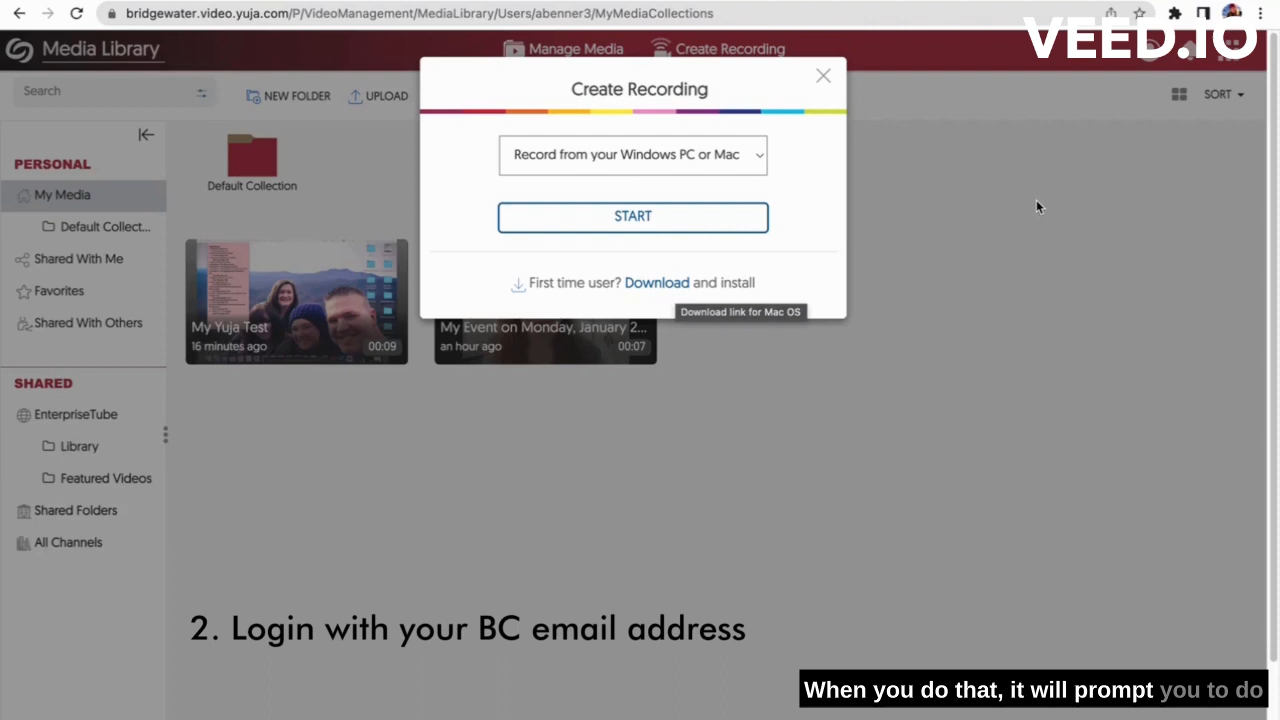 bridgewater.video.yuja.com/P/VideoManagement/MediaLibrary/Users/abenner3/MyMediaCollections
VEED.IO
Media Library
Manage Media
Create Recording
Search
NEW FOLDER
UPLOAD
SORT
Create Recording
Record from your Windows PC or Mac
START
First time user? Download and install
Download link for Mac OS
PERSONAL
My Media
Default Collect...
Shared With Me
Favorites
Shared With Others
SHARED
EnterpriseTube
Library
Featured Videos
Shared Folders
All Channels
Default Collection
My Yuja Test
16 minutes ago
00:09
My Event on Monday, January 2...
an hour ago
00:07
2. Login with your BC email address
When you do that, it will prompt you to do